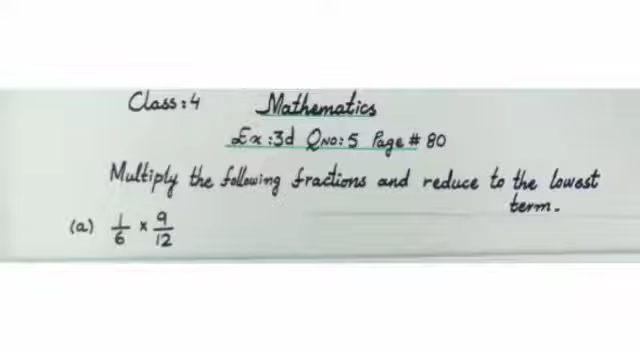 Class:4 Mathematics
Ex:3d QNO:5 Page # 80
Multiply the following fractions and reduce to the lowest
term.
(a) 1/6 × 9/12